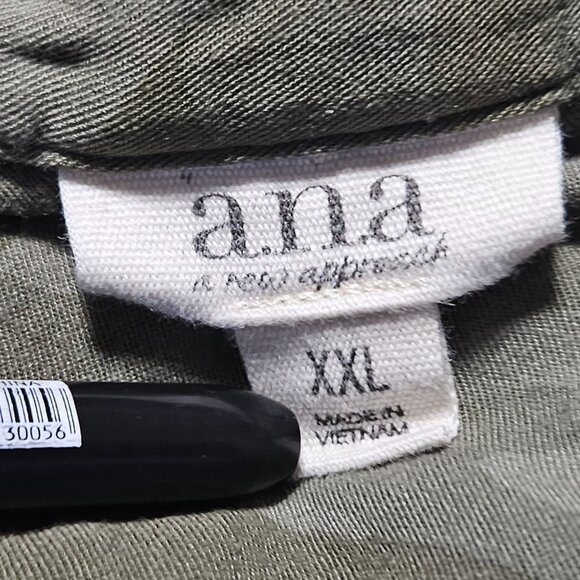 a.n.a
a new approach
XXL
MADE IN
VIETNAM
30056